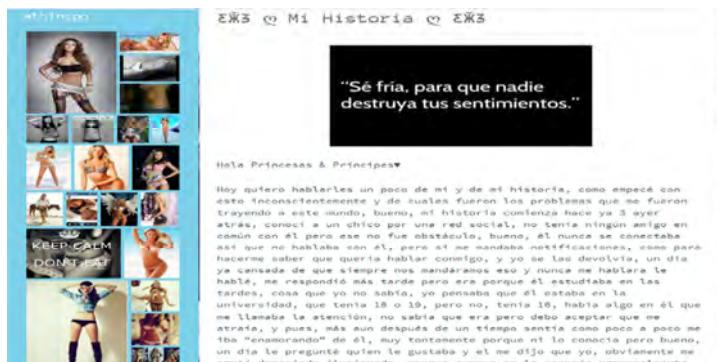 #thinspo
Ƹ̵̡Ӝ̵̨̄Ʒ ღ Mi Historia ღ Ƹ̵̡Ӝ̵̨̄Ʒ
“Sé fría, para que nadie
destruya tus sentimientos.”
Hola Princesas & Príncipes♥
Hoy quiero hablarles un poco de mi y de mi historia, como empecé con
esto inconscientemente y de cuales fueron los problemas que me fueron
trayendo a este mundo, bueno, mi historia comienza hace ya 3 ayer
atrás, conocí a un chico por una red social, no tenía ningún amigo en
común con él pero ese no fue obstáculo, bueno, él nunca se conectaba
así que no hablaba con él, pero si me mandaba notificaciones, como para
hacerme saber que quería hablar conmigo, y yo se las devolvía, un día
ya cansada de que siempre nos mandáramos eso y nunca me hablara le
hablé, me respondió más tarde pero era porque él estudiaba en las
tardes, cosa que yo no sabía, yo pensaba que él estaba en la
universidad, que tenía 18 o 19, pero no, tenía 16, había algo en él que
me llamaba la atención, no sabía que era pero debo aceptar que me
atraía, y pues, más aun después de un tiempo sentía como poco a poco me
iba "enamorando" de él, muy tontamente porque ni lo conocía pero bueno,
un día le pregunté quien le gustaba y el me dijo que yo, obviamente me
KEEP CALM
DON'T EAT